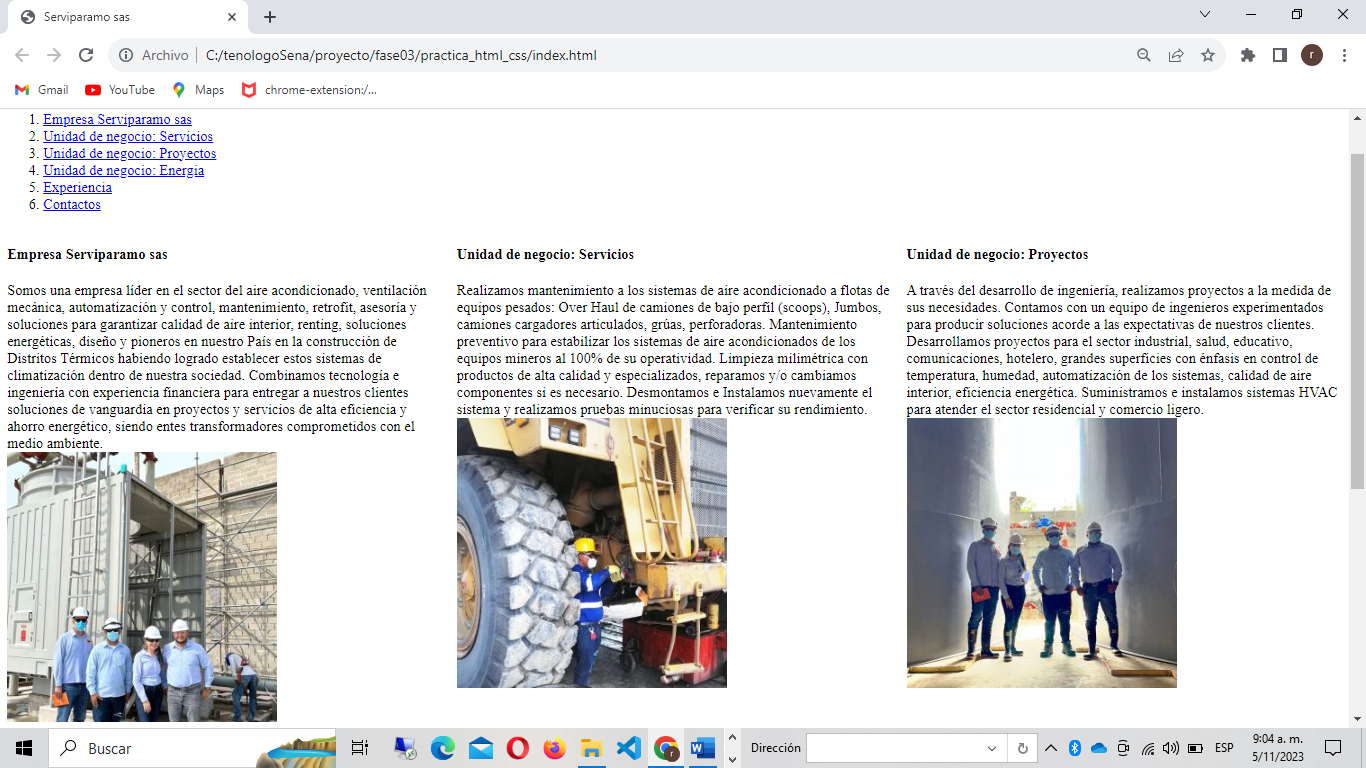 Serviparamo sas
Archivo
C:/tenologoSena/proyecto/fase03/practica_html_css/index.html
r
Gmail
YouTube
Maps
chrome-extension:/...
1. Empresa Serviparamo sas
2. Unidad de negocio: Servicios
3. Unidad de negocio: Proyectos
4. Unidad de negocio: Energia
5. Experiencia
6. Contactos
Empresa Serviparamo sas
Somos una empresa líder en el sector del aire acondicionado, ventilación
mecánica, automatización y control, mantenimiento, retrofit, asesoría y
soluciones para garantizar calidad de aire interior, renting, soluciones
energéticas, diseño y pioneros en nuestro País en la construcción de
Distritos Térmicos habiendo logrado establecer estos sistemas de
climatización dentro de nuestra sociedad. Combinamos tecnología e
ingeniería con experiencia financiera para entregar a nuestros clientes
soluciones de vanguardia en proyectos y servicios de alta eficiencia y
ahorro energético, siendo entes transformadores comprometidos con el
medio ambiente.
Unidad de negocio: Servicios
Realizamos mantenimiento a los sistemas de aire acondicionado a flotas de
equipos pesados: Over Haul de camiones de bajo perfil (scoops), Jumbos,
camiones cargadores articulados, grúas, perforadoras. Mantenimiento
preventivo para estabilizar los sistemas de aire acondicionados de los
equipos mineros al 100% de su operatividad. Limpieza milimétrica con
productos de alta calidad y especializados, reparamos y/o cambiamos
componentes si es necesario. Desmontamos e Instalamos nuevamente el
sistema y realizamos pruebas minuciosas para verificar su rendimiento.
Unidad de negocio: Proyectos
A través del desarrollo de ingeniería, realizamos proyectos a la medida de
sus necesidades. Contamos con un equipo de ingenieros experimentados
para producir soluciones acorde a las expectativas de nuestros clientes.
Desarrollamos proyectos para el sector industrial, salud, educativo,
comunicaciones, hotelero, grandes superficies con énfasis en control de
temperatura, humedad, automatización de los sistemas, calidad de aire
interior, eficiencia energética. Suministramos e instalamos sistemas HVAC
para atender el sector residencial y comercio ligero.
Buscar
Dirección
ESP
9:04 a. m.
5/11/2023